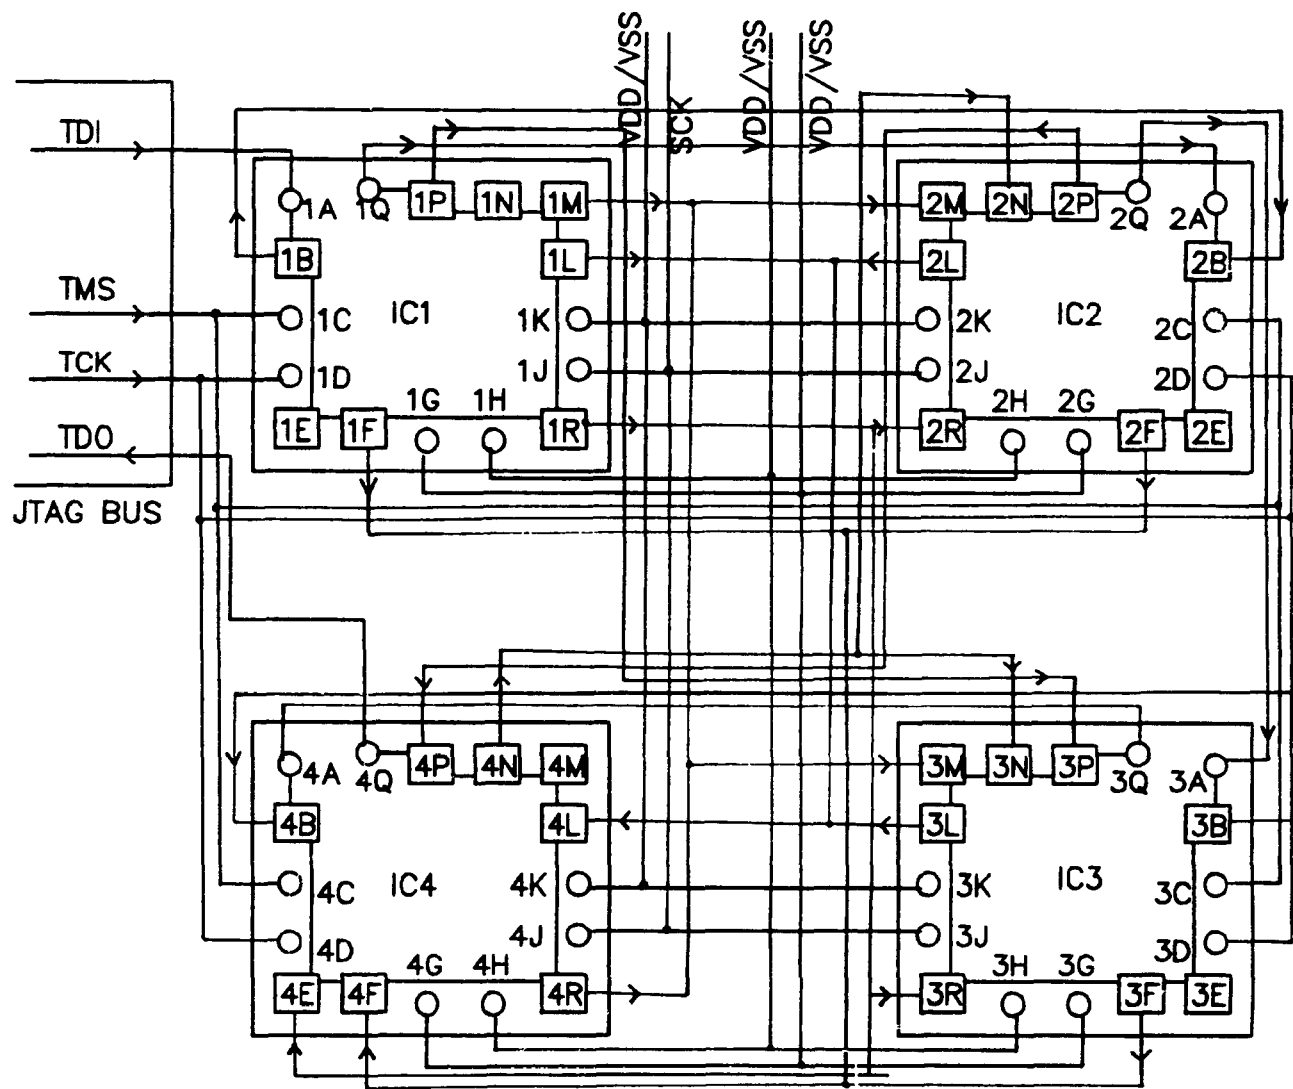 VDD/VSS
SCK
VDD/VSS
VDD/VSS
TDI
TMS
TCK
TDO
JTAG BUS
1A
1Q
1P
1N
1M
1B
1L
IC1
1C
1K
1D
1J
1G
1H
1E
1F
1R
2M
2N
2P
2Q
2A
2L
2B
2K
IC2
2C
2J
2D
2H
2G
2R
2F
2E
4A
4Q
4P
4N
4M
4B
4L
4C
IC4
4K
4D
4J
4G
4H
4E
4F
4R
3M
3N
3P
3Q
3A
3L
3B
3K
IC3
3C
3J
3D
3H
3G
3R
3F
3E